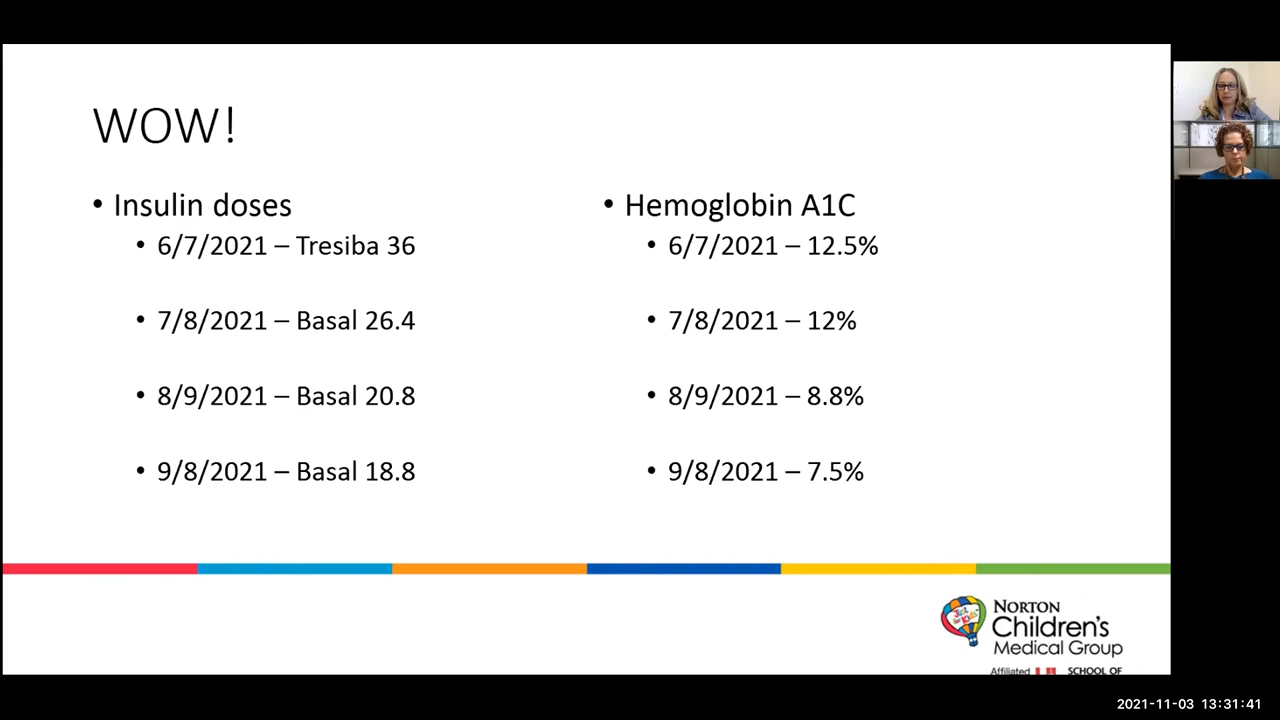 WOW!
• Insulin doses
• 6/7/2021 – Tresiba 36
• 7/8/2021 – Basal 26.4
• 8/9/2021 – Basal 20.8
• 9/8/2021 – Basal 18.8
• Hemoglobin A1C
• 6/7/2021 – 12.5%
• 7/8/2021 – 12%
• 8/9/2021 – 8.8%
• 9/8/2021 – 7.5%
Just for Kids
NORTON
Children's
Medical Group
Affiliated SCHOOL OF
2021-11-03 13:31:41